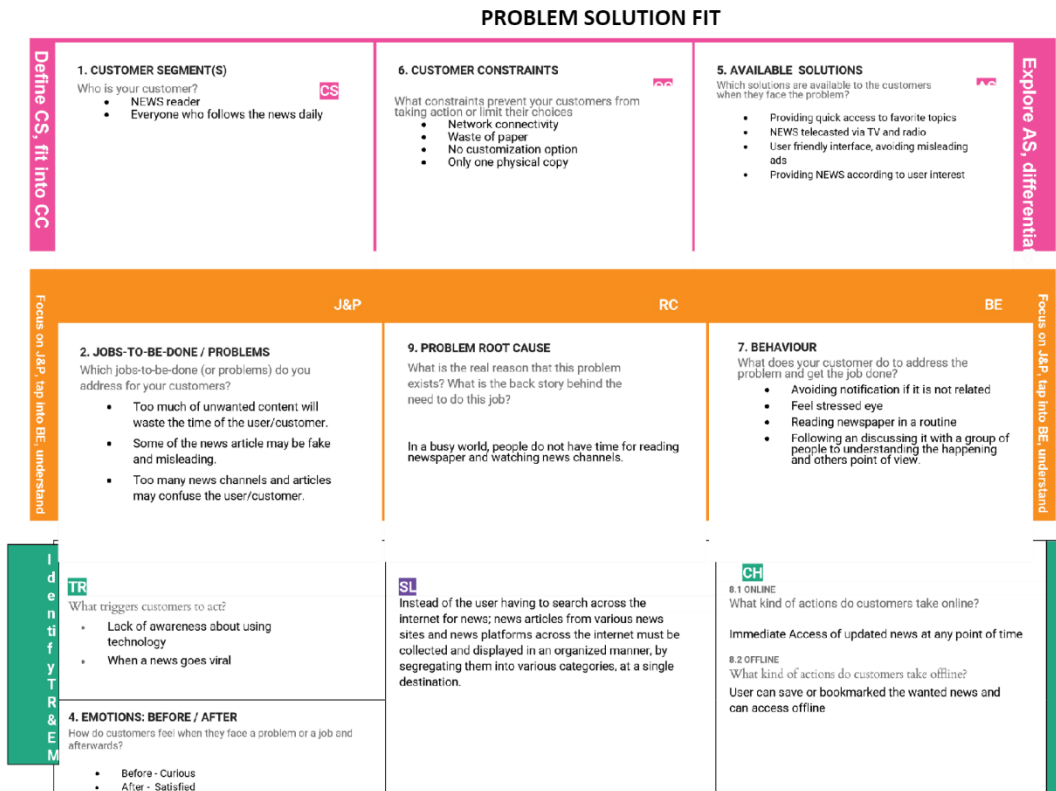 PROBLEM SOLUTION FIT
Define CS, fit into CC
1. CUSTOMER SEGMENT(S)
Who is your customer?
CS
• NEWS reader
• Everyone who follows the news daily
6. CUSTOMER CONSTRAINTS
What constraints prevent your customers from
taking action or limit their choices
• Network connectivity
• Waste of paper
• No customization option
• Only one physical copy
5. AVAILABLE SOLUTIONS
Which solutions are available to the customers
when they face the problem?
• Providing quick access to favorite topics
• NEWS telecasted via TV and radio
• User friendly interface, avoiding misleading
ads
• Providing NEWS according to user interest
Explore AS, differentiat
Focus on J&P, tap into BE, understand
J&P
2. JOBS-TO-BE-DONE / PROBLEMS
Which jobs-to-be-done (or problems) do you
address for your customers?
• Too much of unwanted content will
waste the time of the user/customer.
• Some of the news article may be fake
and misleading.
• Too many news channels and articles
may confuse the user/customer.
RC
9. PROBLEM ROOT CAUSE
What is the real reason that this problem
exists? What is the back story behind the
need to do this job?
In a busy world, people do not have time for reading
newspaper and watching news channels.
BE
7. BEHAVIOUR
What does your customer do to address the
problem and get the job done?
• Avoiding notification if it is not related
• Feel stressed eye
• Reading newspaper in a routine
• Following an discussing it with a group of
people to understanding the happening
and others point of view.
Focus on J&P, tap into BE, understand
Identify TR & EM
TR
What triggers customers to act?
• Lack of awareness about using
technology
• When a news goes viral
4. EMOTIONS: BEFORE / AFTER
How do customers feel when they face a problem or a job and
afterwards?
• Before - Curious
• After - Satisfied
SL
Instead of the user having to search across the
internet for news; news articles from various news
sites and news platforms across the internet must be
collected and displayed in an organized manner, by
segregating them into various categories, at a single
destination.
CH
8.1 ONLINE
What kind of actions do customers take online?
Immediate Access of updated news at any point of time
8.2 OFFLINE
What kind of actions do customers take offline?
User can save or bookmarked the wanted news and
can access offline